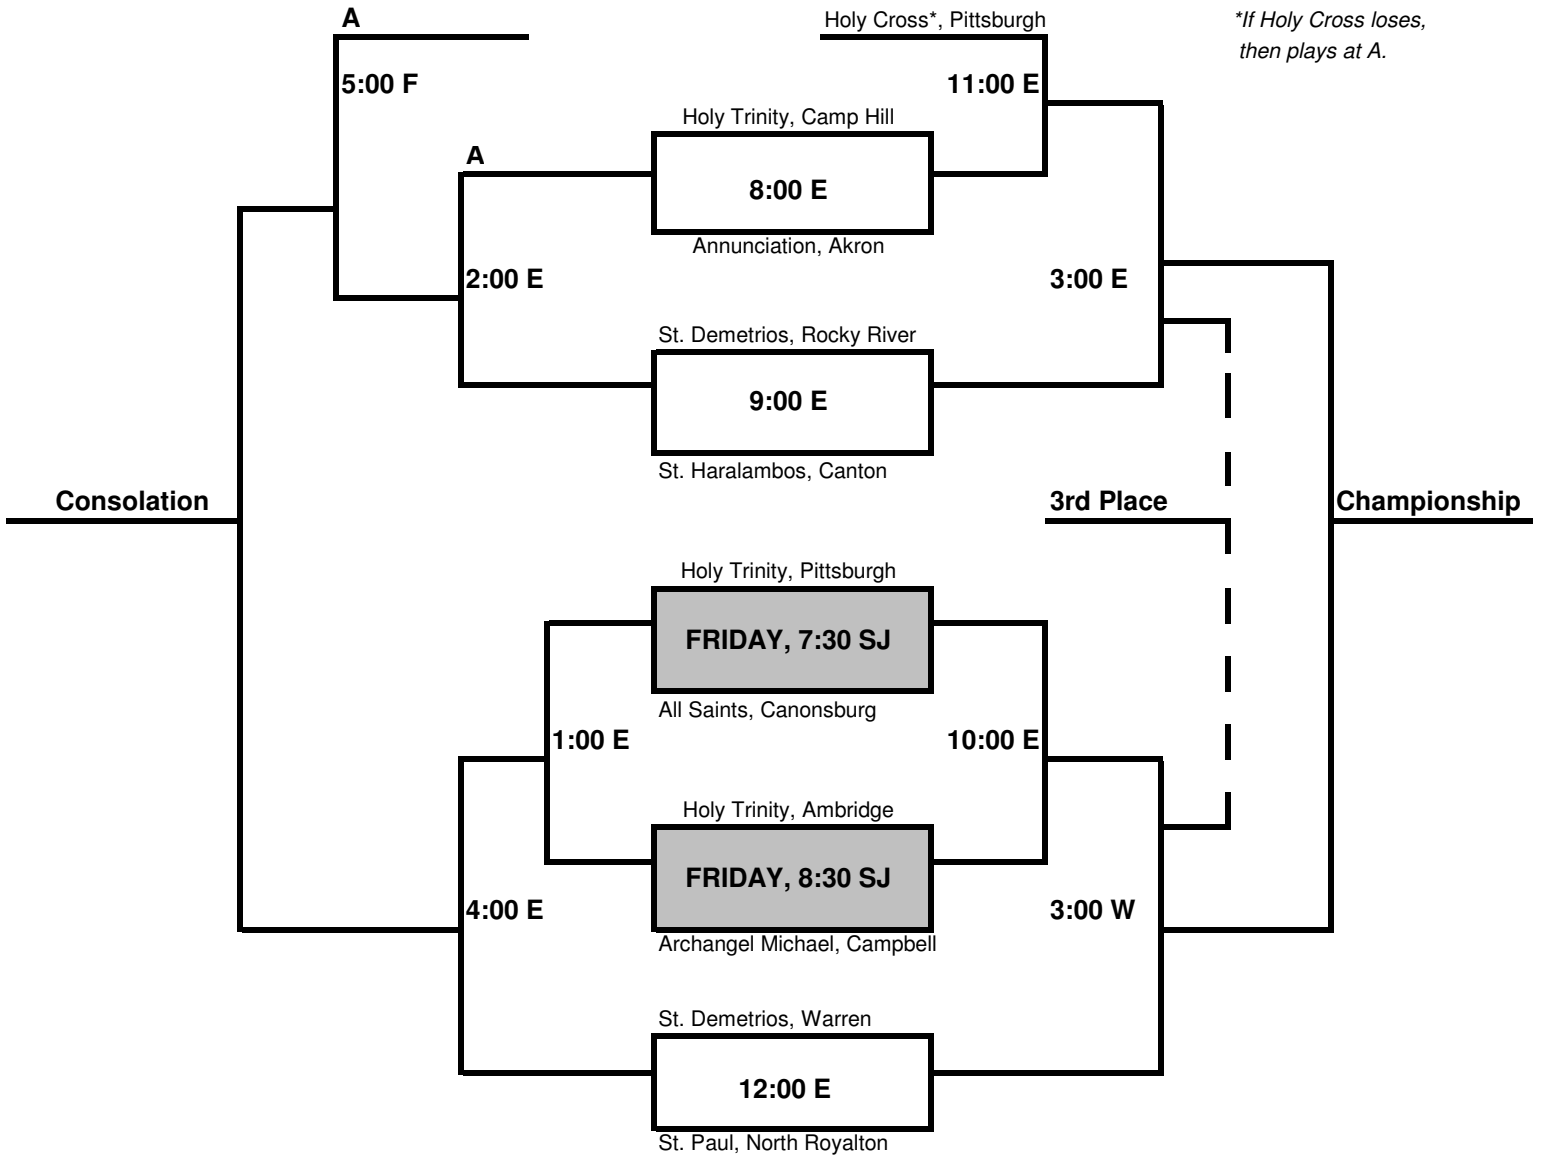 A
Holy Cross*, Pittsburgh
*If Holy Cross loses,
then plays at A.
5:00 F
11:00 E
Holy Trinity, Camp Hill
A
8:00 E
Annunciation, Akron
2:00 E
3:00 E
St. Demetrios, Rocky River
9:00 E
St. Haralambos, Canton
Consolation
3rd Place
Championship
Holy Trinity, Pittsburgh
FRIDAY, 7:30 SJ
All Saints, Canonsburg
1:00 E
10:00 E
Holy Trinity, Ambridge
FRIDAY, 8:30 SJ
4:00 E
3:00 W
Archangel Michael, Campbell
St. Demetrios, Warren
12:00 E
St. Paul, North Royalton